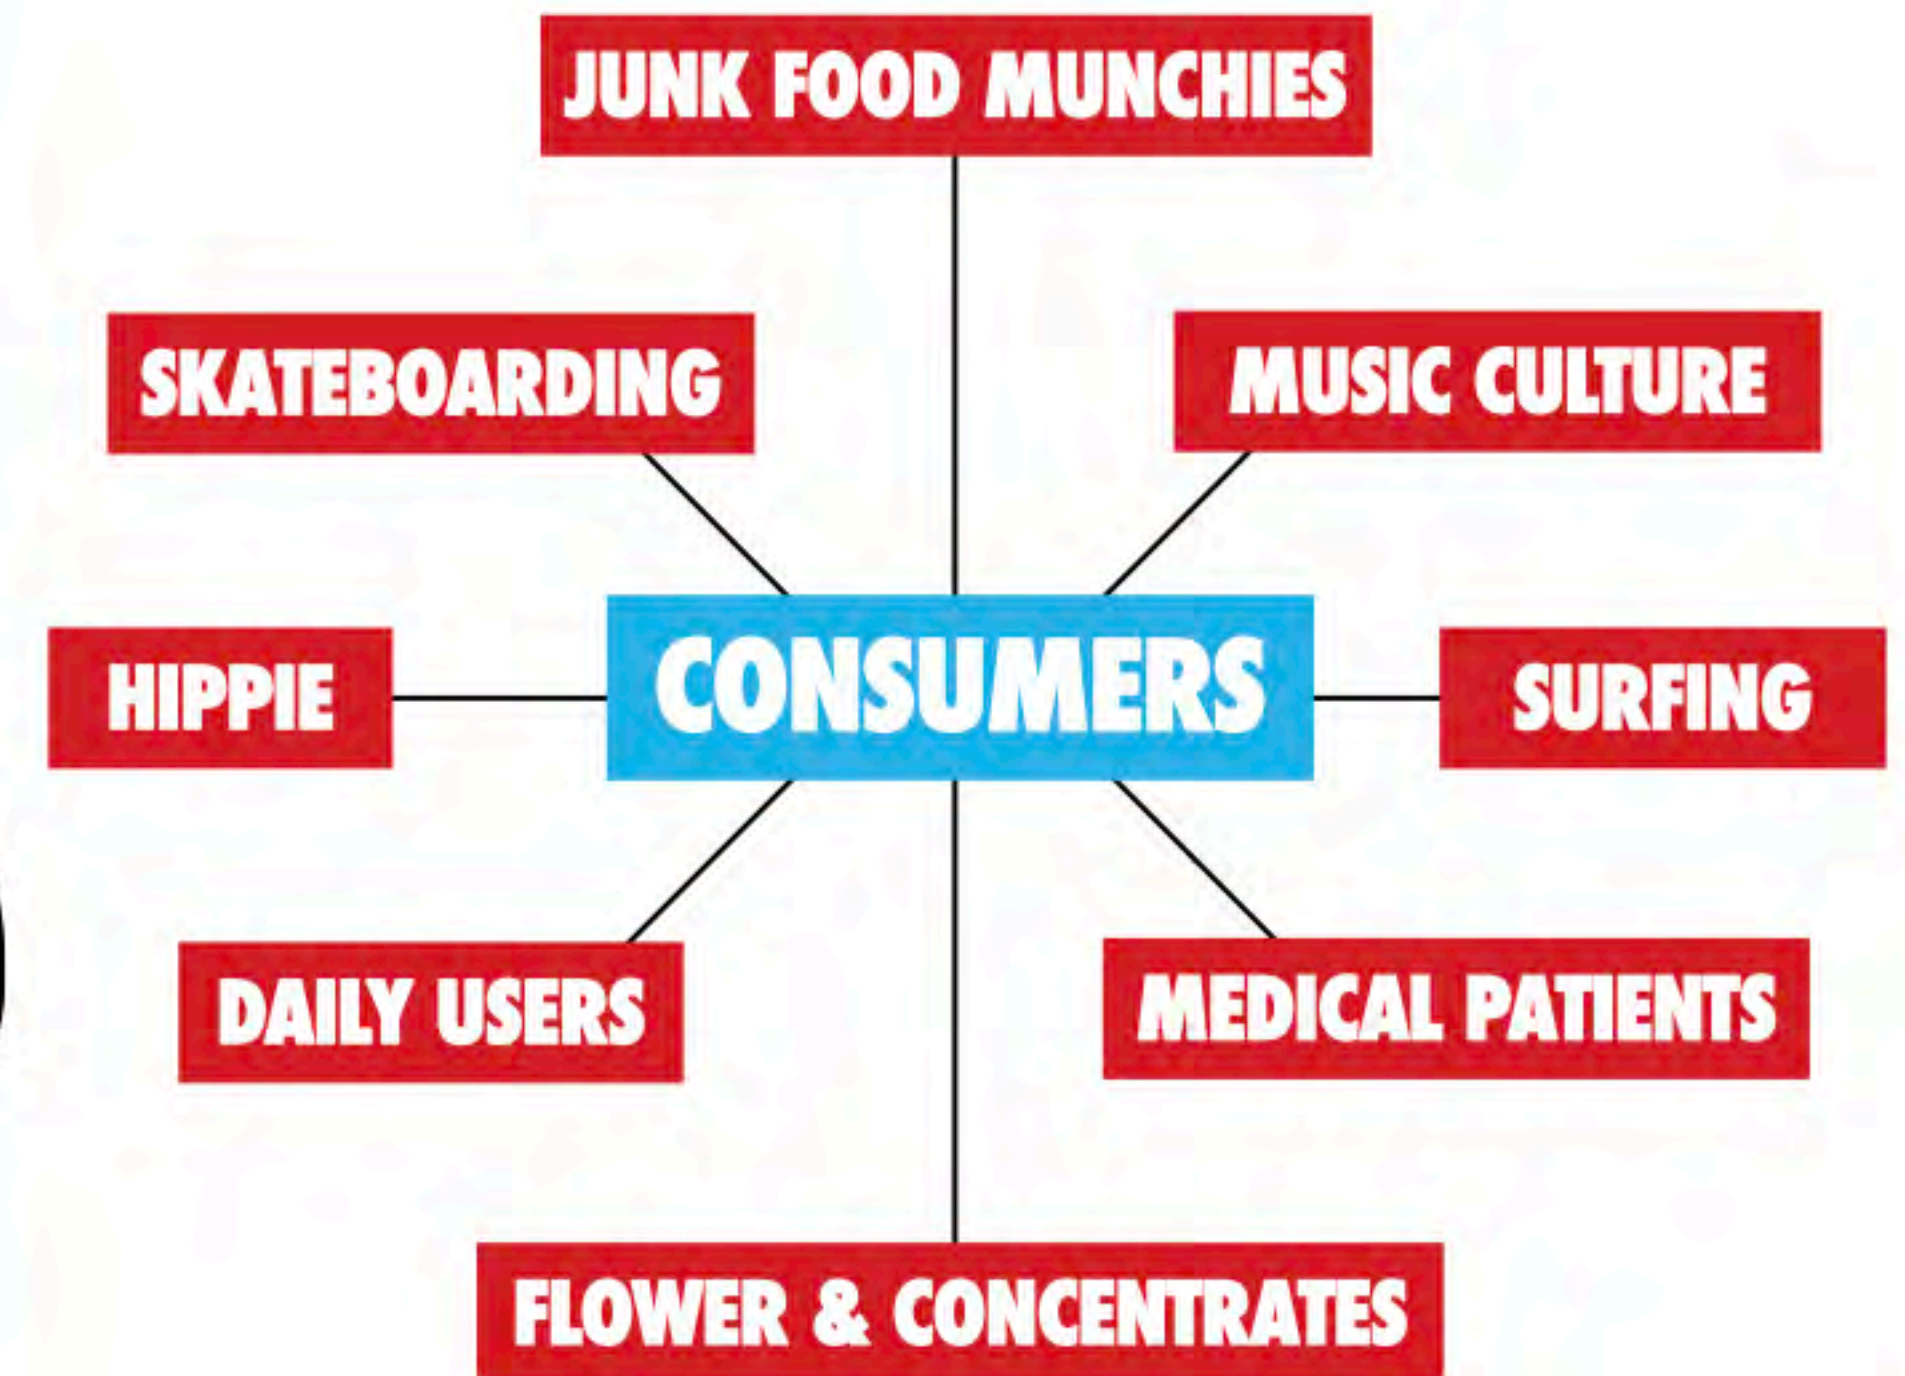 JUNK FOOD MUNCHIES
SKATEBOARDING
MUSIC CULTURE
HIPPIE
CONSUMERS
SURFING
DAILY USERS
MEDICAL PATIENTS
FLOWER & CONCENTRATES